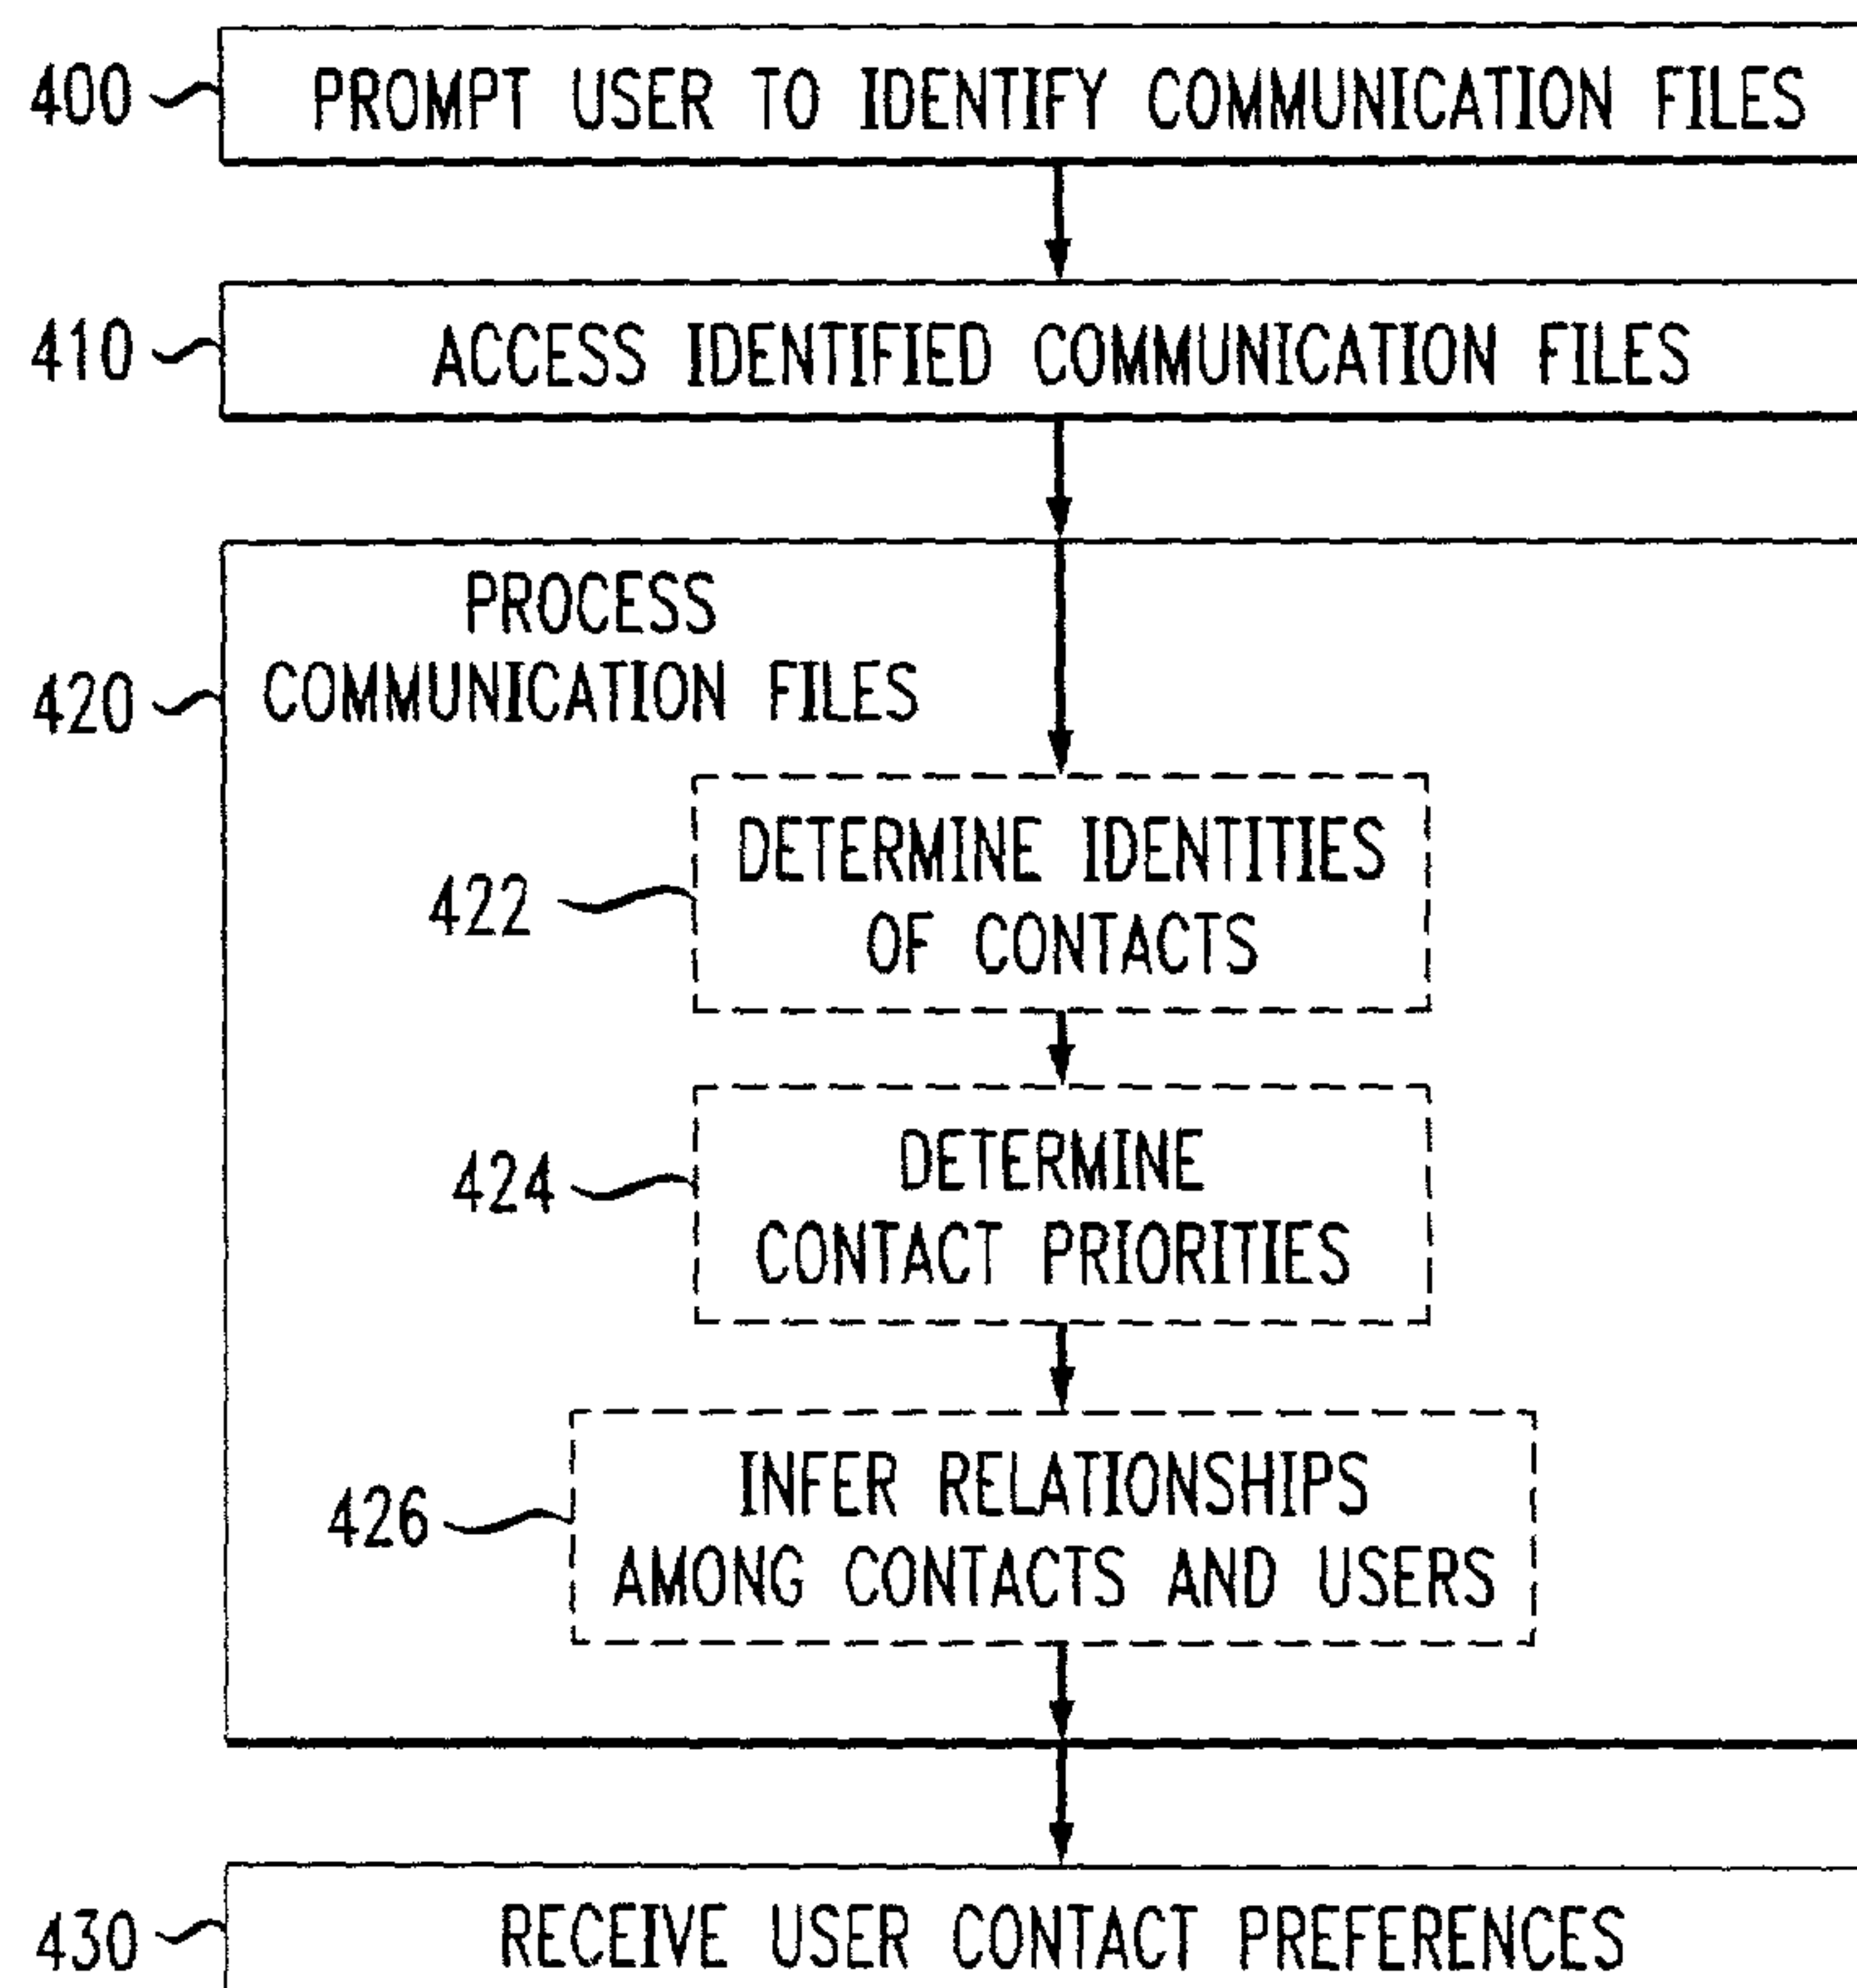 400 PROMPT USER TO IDENTIFY COMMUNICATION FILES
410 ACCESS IDENTIFIED COMMUNICATION FILES
PROCESS
420 COMMUNICATION FILES
DETERMINE IDENTITIES
422
OF CONTACTS
DETERMINE
424
CONTACT PRIORITIES
INFER RELATIONSHIPS
426
AMONG CONTACTS AND USERS
430 RECEIVE USER CONTACT PREFERENCES